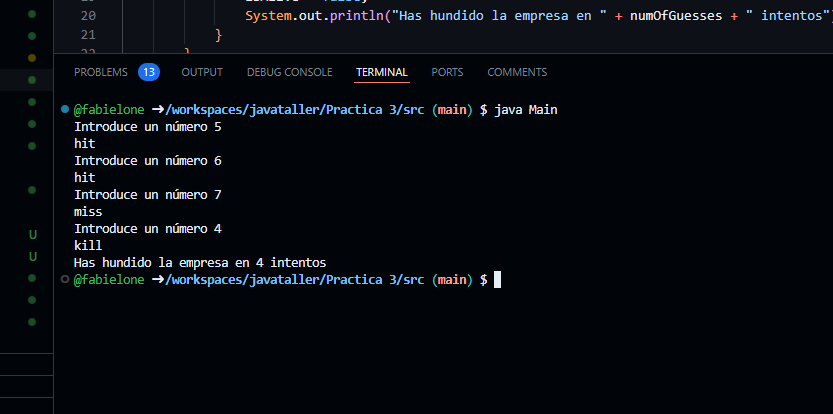 20 System.out.println("Has hundido la empresa en " + numOfGuesses + " intentos"
21 }
PROBLEMS 13 OUTPUT DEBUG CONSOLE TERMINAL PORTS COMMENTS
@fabielone ➜/workspaces/javataller/Practica 3/src (main) $ java Main
Introduce un número 5
hit
Introduce un número 6
hit
Introduce un número 7
miss
Introduce un número 4
kill
Has hundido la empresa en 4 intentos
@fabielone ➜/workspaces/javataller/Practica 3/src (main) $
U
U